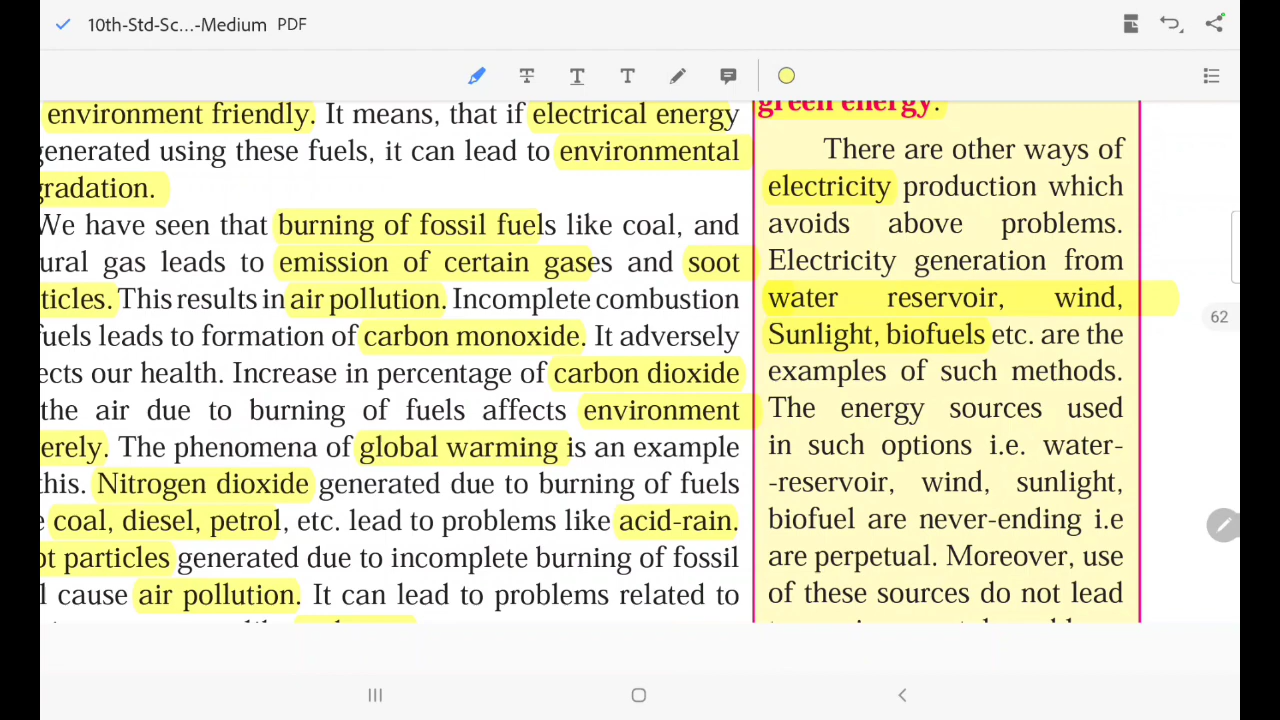 10th-Std-Sc...-Medium PDF
environment friendly. It means, that if electrical energy
generated using these fuels, it can lead to environmental
gradation.
We have seen that burning of fossil fuels like coal, and
ural gas leads to emission of certain gases and soot
ticles. This results in air pollution. Incomplete combustion
fuels leads to formation of carbon monoxide. It adversely
ects our health. Increase in percentage of carbon dioxide
the air due to burning of fuels affects environment
erely. The phenomena of global warming is an example
this. Nitrogen dioxide generated due to burning of fuels
e coal, diesel, petrol, etc. lead to problems like acid-rain.
ot particles generated due to incomplete burning of fossil
l cause air pollution. It can lead to problems related to
green energy.
There are other ways of
electricity production which
avoids above problems.
Electricity generation from
water reservoir, wind,
Sunlight, biofuels etc. are the
examples of such methods.
The energy sources used
in such options i.e. water-
-reservoir, wind, sunlight,
biofuel are never-ending i.e
are perpetual. Moreover, use
of these sources do not lead
62